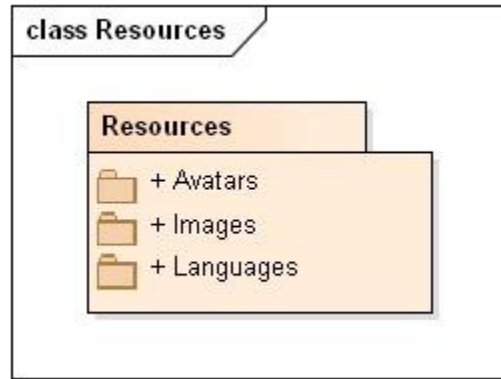 class Resources
Resources
+ Avatars
+ Images
+ Languages